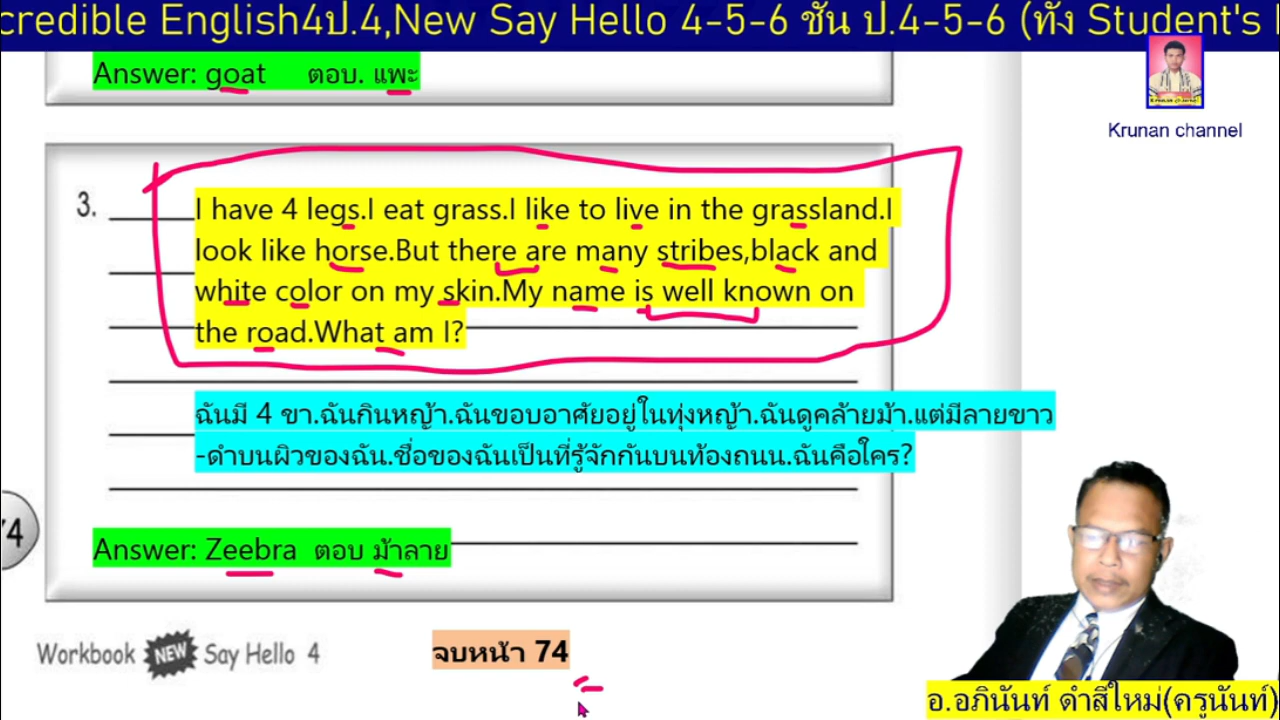 credible English4ป.4,New Say Hello 4-5-6 ชั้น ป.4-5-6 (ทั้ง Student's
Answer: goat ตอบ. แพะ
Krunan channel
3.
I have 4 legs.I eat grass.I like to live in the grassland.I
look like horse.But there are many stribes,black and
white color on my skin.My name is well known on
the road.What am I?
ฉันมี 4 ขา.ฉันกินหญ้า.ฉันขอบอาศัยอยู่ในทุ่งหญ้า.ฉันดูคล้ายม้า.แต่มีลายขาว
-ดำบนผิวของฉัน.ชื่อของฉันเป็นที่รู้จักกันบนท้องถนน.ฉันคือใคร?
74
Answer: Zeebra ตอบ ม้าลาย
Workbook NEW Say Hello 4
จบหน้า 74
อ.อภินันท์ ดำสีใหม่(ครูนันท์)